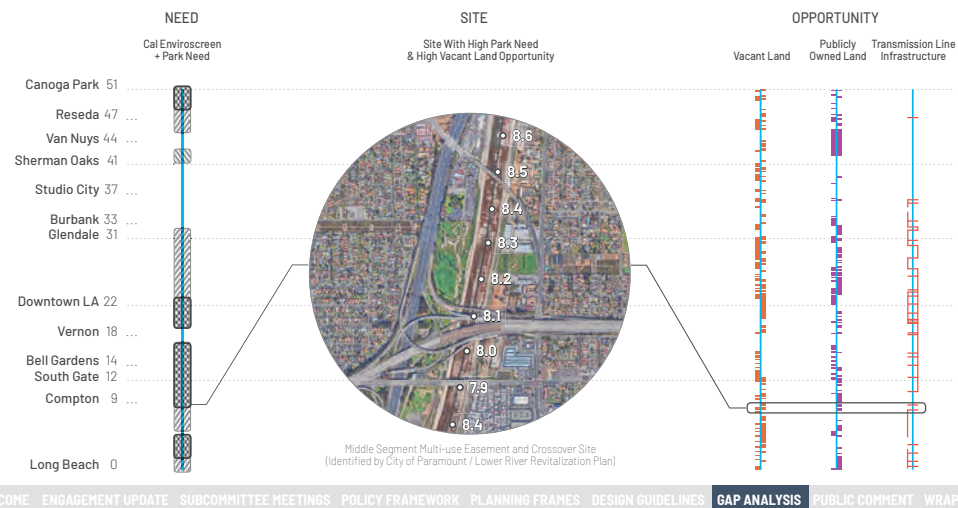 NEED
Cal Enviroscreen
+ Park Need
Canoga Park 51
Reseda 47 ...
Van Nuys 44 ...
Sherman Oaks 41
Studio City 37 ...
Burbank 33 ...
Glendale 31
Downtown LA 22
Vernon 18 ...
Bell Gardens 14 ...
South Gate 12
Compton 9 ...
Long Beach 0
SITE
Site With High Park Need
& High Vacant Land Opportunity
8.6
8.5
8.4
8.3
8.2
8.1
8.0
7.9
8.4
Middle Segment Multi-use Easement and Crossover Site
(Identified by City of Paramount / Lower River Revitalization Plan)
OPPORTUNITY
Vacant Land
Publicly
Owned Land
Transmission Line
Infrastructure
COME ENGAGEMENT UPDATE SUBCOMMITTEE MEETINGS POLICY FRAMEWORK PLANNING FRAMES DESIGN GUIDELINES GAP ANALYSIS PUBLIC COMMENT WRAP